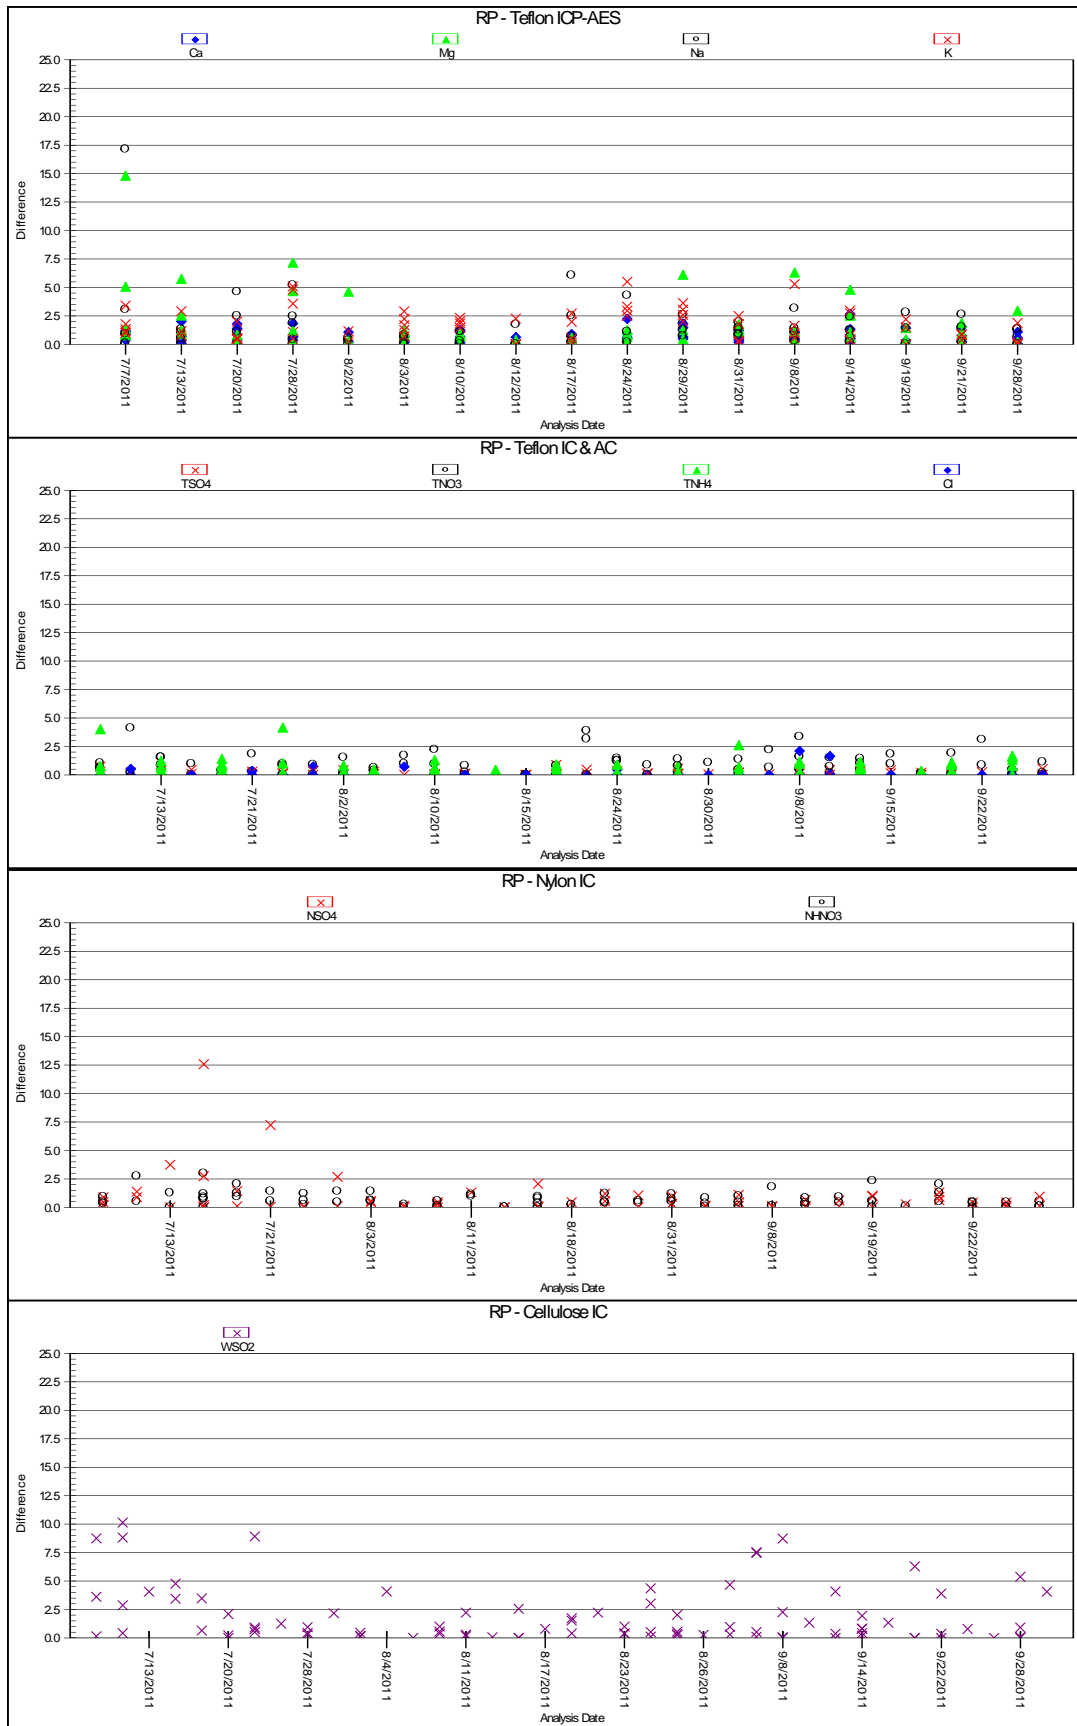 RP - Teflon ICP-AES
Ca Mg Na K
25.0
22.5
20.0
17.5
15.0
12.5
10.0
7.5
5.0
2.5
0.0
Difference
7/7/2011 7/13/2011 7/20/2011 7/28/2011 8/2/2011 8/3/2011 8/10/2011 8/12/2011 8/17/2011 8/24/2011 8/29/2011 8/31/2011 9/8/2011 9/14/2011 9/19/2011 9/21/2011 9/28/2011
Analysis Date
RP - Teflon IC & AC
TSO4 TNO3 TNH4 Cl
25.0
22.5
20.0
17.5
15.0
12.5
10.0
7.5
5.0
2.5
0.0
Difference
7/13/2011 7/21/2011 8/2/2011 8/10/2011 8/15/2011 8/24/2011 8/30/2011 9/8/2011 9/15/2011 9/22/2011
Analysis Date
RP - Nylon IC
NSO4 NHNO3
25.0
22.5
20.0
17.5
15.0
12.5
10.0
7.5
5.0
2.5
0.0
Difference
7/13/2011 7/21/2011 8/3/2011 8/11/2011 8/18/2011 8/31/2011 9/8/2011 9/19/2011 9/22/2011
Analysis Date
RP - Cellulose IC
WSO2
25.0
22.5
20.0
17.5
15.0
12.5
10.0
7.5
5.0
2.5
0.0
Difference
7/13/2011 7/20/2011 7/28/2011 8/4/2011 8/11/2011 8/17/2011 8/23/2011 8/26/2011 9/8/2011 9/14/2011 9/22/2011 9/28/2011
Analysis Date